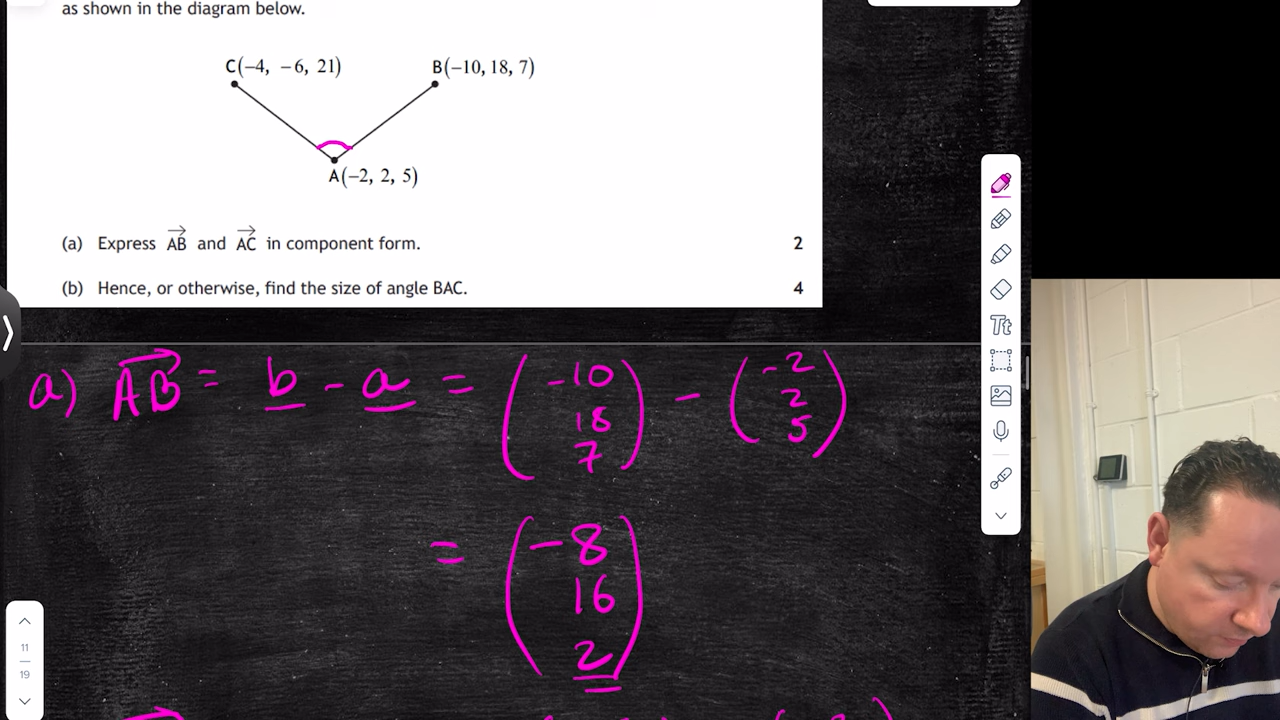 as shown in the diagram below.
C(−4, −6, 21)
B(−10, 18, 7)
A(−2, 2, 5)
(a) Express AB and AC in component form. 2
(b) Hence, or otherwise, find the size of angle BAC. 4
Tt
a) AB = b - a = (-10 18 7) - (-2 2 5)
= (-8 16 2)
11
19